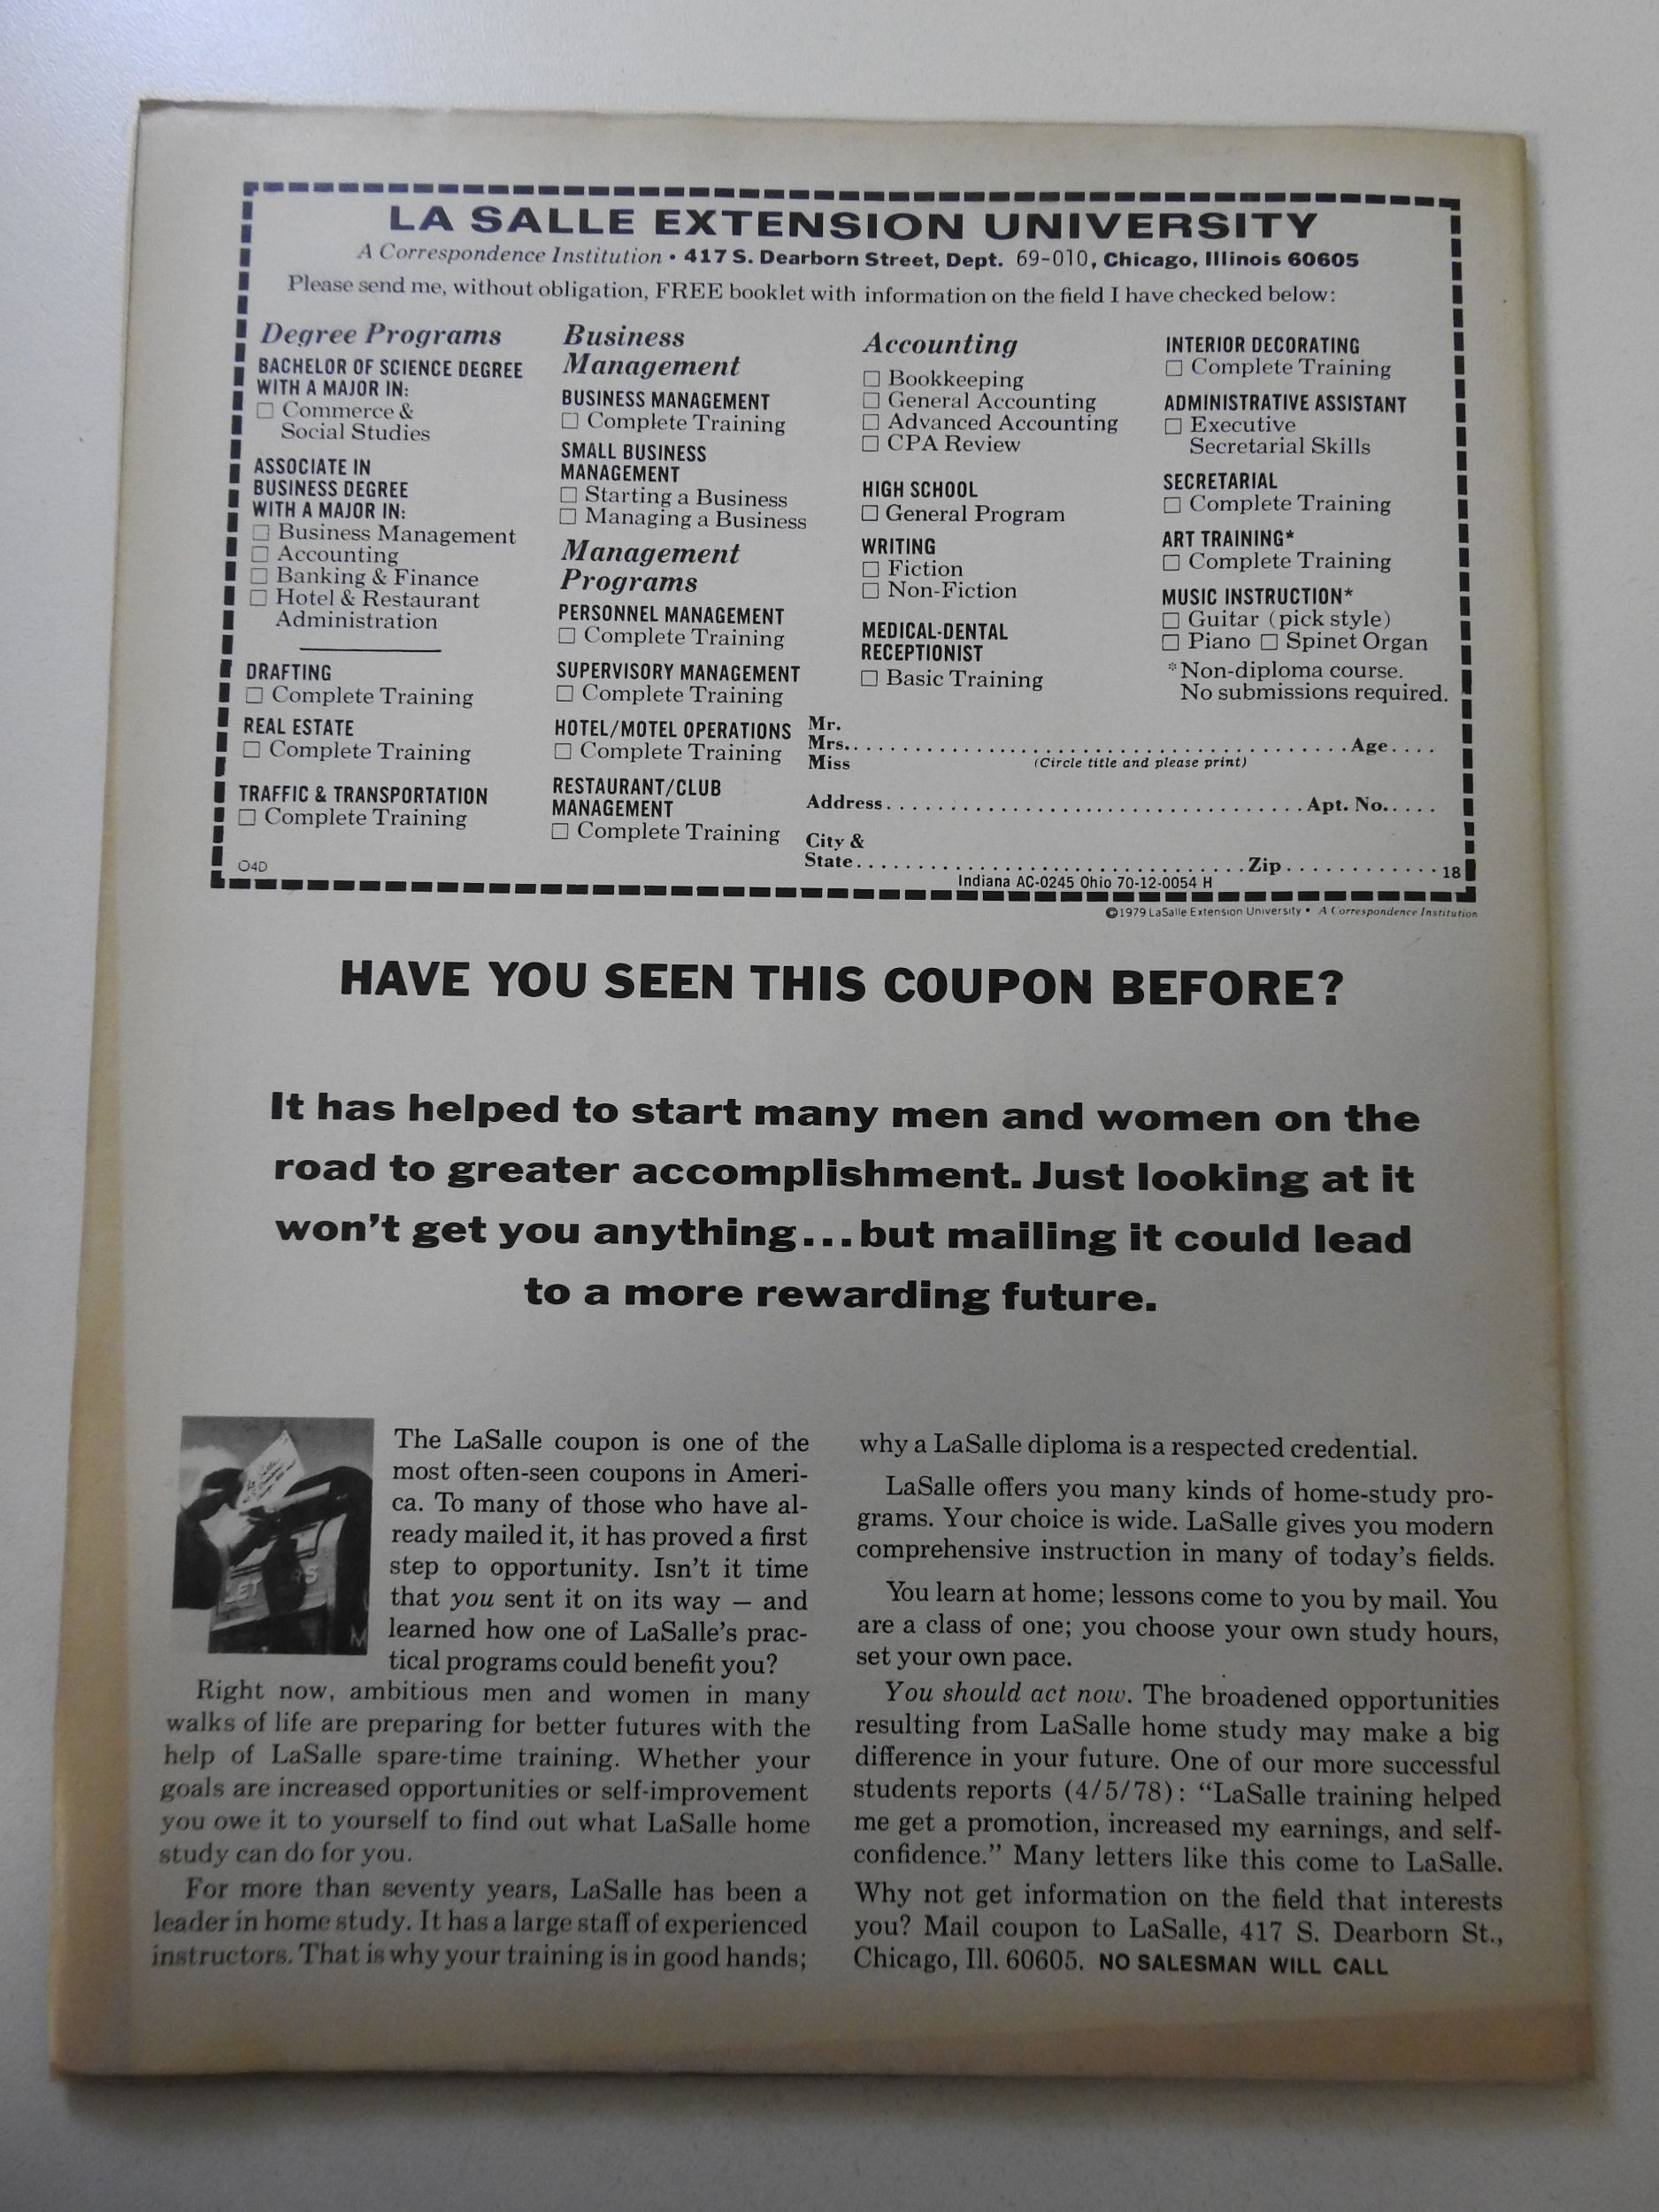 LA SALLE EXTENSION UNIVERSITY
A Correspondence Institution • 417 S. Dearborn Street, Dept. 69-010, Chicago, Illinois 60605
Please send me, without obligation, FREE booklet with information on the field I have checked below:
Degree Programs
BACHELOR OF SCIENCE DEGREE
WITH A MAJOR IN:
☐ Commerce &
Social Studies
ASSOCIATE IN
BUSINESS DEGREE
WITH A MAJOR IN:
☐ Business Management
☐ Accounting
☐ Banking & Finance
☐ Hotel & Restaurant
Administration
DRAFTING
☐ Complete Training
REAL ESTATE
☐ Complete Training
TRAFFIC & TRANSPORTATION
☐ Complete Training
O4D
Business
Management
BUSINESS MANAGEMENT
☐ Complete Training
SMALL BUSINESS
MANAGEMENT
☐ Starting a Business
☐ Managing a Business
Management
Programs
PERSONNEL MANAGEMENT
☐ Complete Training
SUPERVISORY MANAGEMENT
☐ Complete Training
HOTEL/MOTEL OPERATIONS
☐ Complete Training
RESTAURANT/CLUB
MANAGEMENT
☐ Complete Training
Accounting
☐ Bookkeeping
☐ General Accounting
☐ Advanced Accounting
☐ CPA Review
HIGH SCHOOL
☐ General Program
WRITING
☐ Fiction
☐ Non-Fiction
MEDICAL-DENTAL
RECEPTIONIST
☐ Basic Training
INTERIOR DECORATING
☐ Complete Training
ADMINISTRATIVE ASSISTANT
☐ Executive
Secretarial Skills
SECRETARIAL
☐ Complete Training
ART TRAINING*
☐ Complete Training
MUSIC INSTRUCTION*
☐ Guitar (pick style)
☐ Piano ☐ Spinet Organ
*Non-diploma course.
No submissions required.
Mr.
Mrs. Age
Miss (Circle title and please print)
Address Apt. No.
City &
State Zip 18
Indiana AC-0245 Ohio 70-12-0054 H
©1979 LaSalle Extension University • A Correspondence Institution
HAVE YOU SEEN THIS COUPON BEFORE?
It has helped to start many men and women on the
road to greater accomplishment. Just looking at it
won't get you anything...but mailing it could lead
to a more rewarding future.
The LaSalle coupon is one of the
most often-seen coupons in Ameri-
ca. To many of those who have al-
ready mailed it, it has proved a first
step to opportunity. Isn't it time
that you sent it on its way — and
learned how one of LaSalle's prac-
tical programs could benefit you?
Right now, ambitious men and women in many
walks of life are preparing for better futures with the
help of LaSalle spare-time training. Whether your
goals are increased opportunities or self-improvement
you owe it to yourself to find out what LaSalle home
study can do for you.
For more than seventy years, LaSalle has been a
leader in home study. It has a large staff of experienced
instructors. That is why your training is in good hands;
why a LaSalle diploma is a respected credential.
LaSalle offers you many kinds of home-study pro-
grams. Your choice is wide. LaSalle gives you modern
comprehensive instruction in many of today's fields.
You learn at home; lessons come to you by mail. You
are a class of one; you choose your own study hours,
set your own pace.
You should act now. The broadened opportunities
resulting from LaSalle home study may make a big
difference in your future. One of our more successful
students reports (4/5/78): "LaSalle training helped
me get a promotion, increased my earnings, and self-
confidence." Many letters like this come to LaSalle.
Why not get information on the field that interests
you? Mail coupon to LaSalle, 417 S. Dearborn St.,
Chicago, Ill. 60605. NO SALESMAN WILL CALL